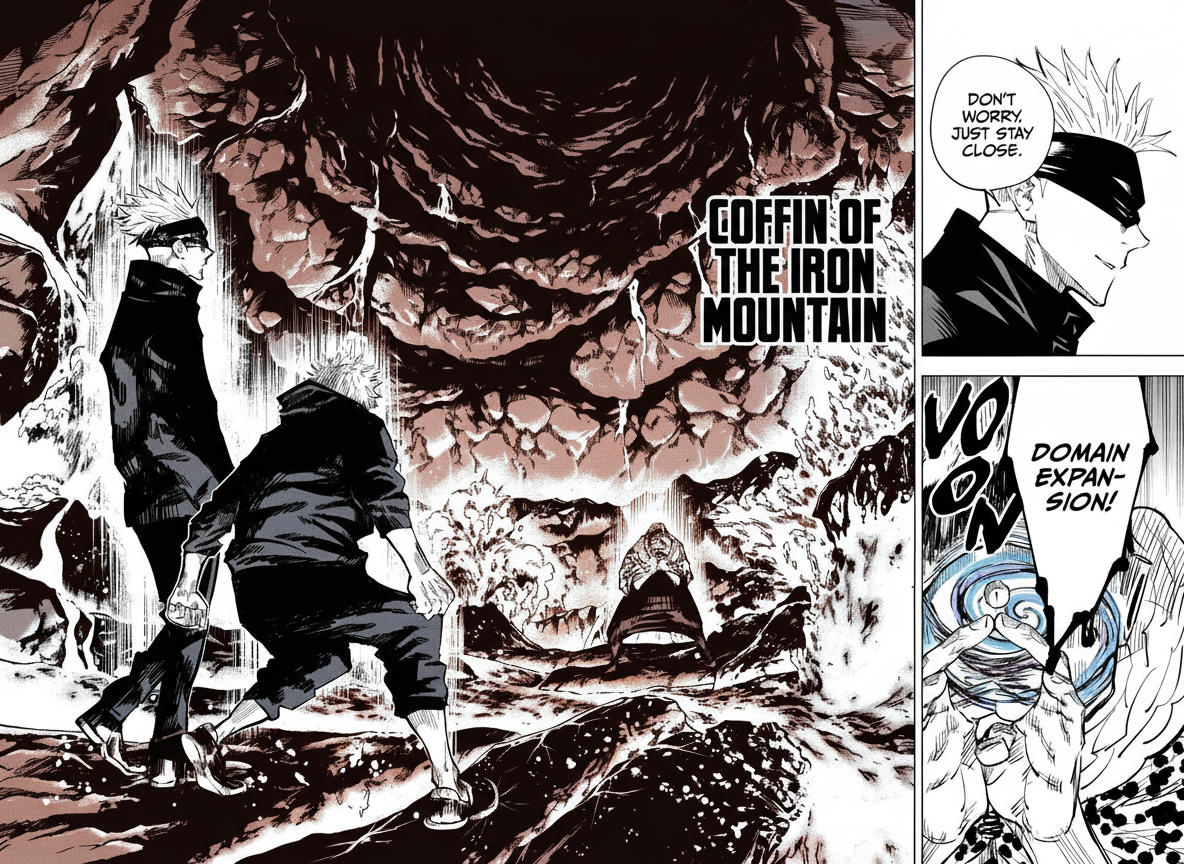 DON'T
WORRY.
JUST STAY
CLOSE.
VOON
DOMAIN
EXPAN-
SION!
COFFIN OF
THE IRON
MOUNTAIN